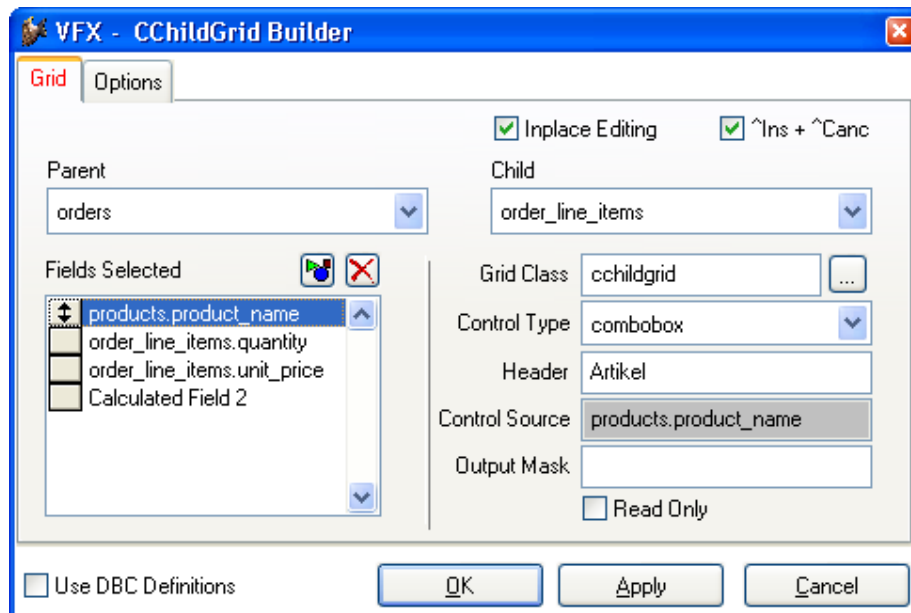 VFX - CChildGrid Builder
Grid Options
Inplace Editing ^Ins + ^Canc
Parent Child
orders order_line_items
Fields Selected
products.product_name
order_line_items.quantity
order_line_items.unit_price
Calculated Field 2
Grid Class cchildgrid ...
Control Type combobox
Header Artikel
Control Source products.product_name
Output Mask
Read Only
Use DBC Definitions OK Apply Cancel